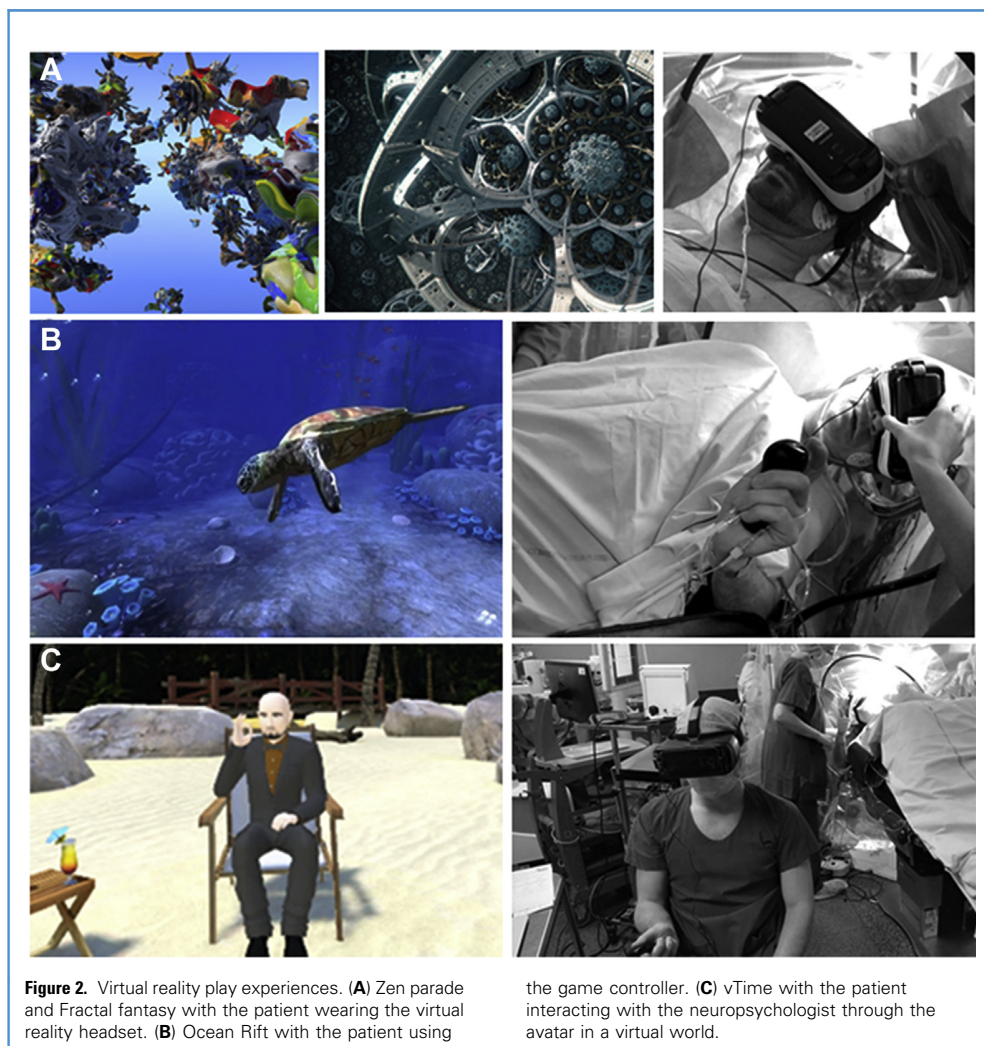 A
B
C
Figure 2. Virtual reality play experiences. (A) Zen parade
and Fractal fantasy with the patient wearing the virtual
reality headset. (B) Ocean Rift with the patient using
the game controller. (C) vTime with the patient
interacting with the neuropsychologist through the
avatar in a virtual world.